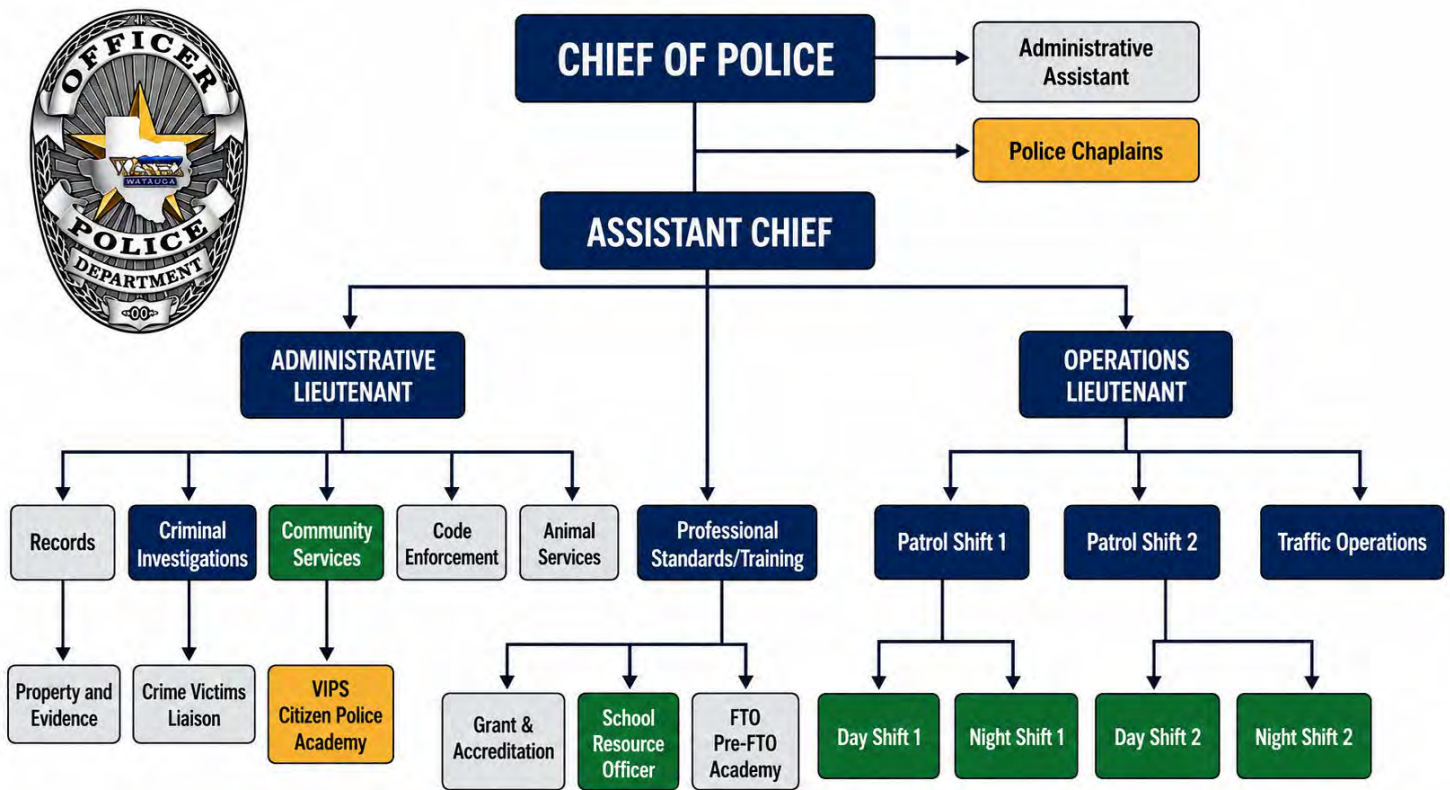 OFFICER
WATAUGA
POLICE
DEPARTMENT
00
CHIEF OF POLICE
Administrative
Assistant
Police Chaplains
ASSISTANT CHIEF
ADMINISTRATIVE
LIEUTENANT
OPERATIONS
LIEUTENANT
Records
Criminal
Investigations
Community
Services
Code
Enforcement
Animal
Services
Professional
Standards/Training
Patrol Shift 1
Patrol Shift 2
Traffic Operations
Property and
Evidence
Crime Victims
Liaison
VIPS
Citizen Police
Academy
Grant &
Accreditation
School
Resource
Officer
FTO
Pre-FTO
Academy
Day Shift 1
Night Shift 1
Day Shift 2
Night Shift 2